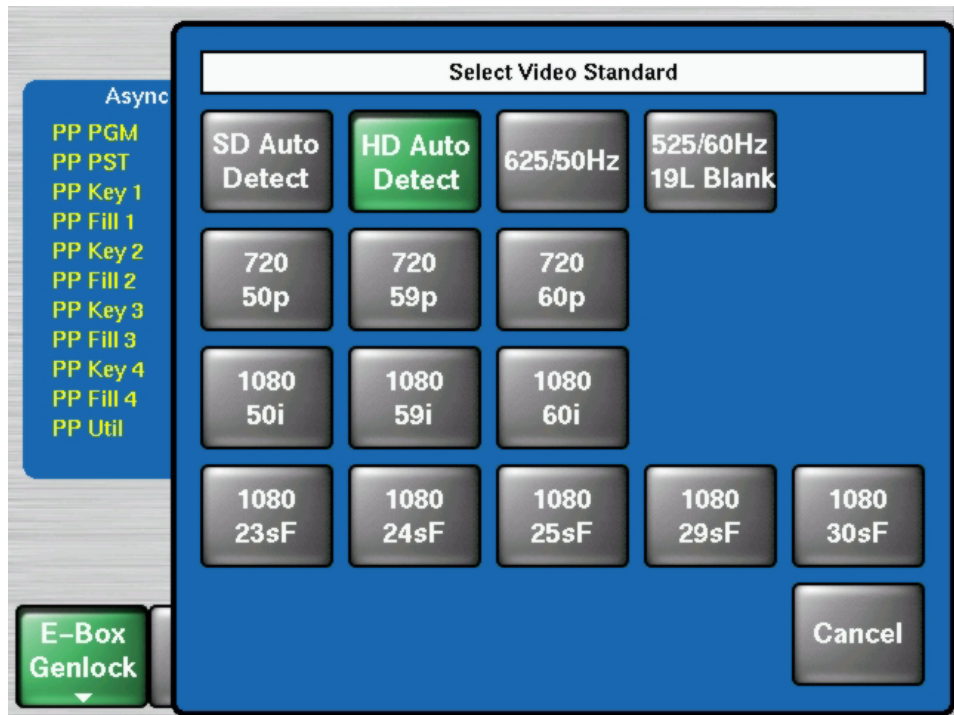 Select Video Standard
Async
PP PGM
PP PST
PP Key 1
PP Fill 1
PP Key 2
PP Fill 2
PP Key 3
PP Fill 3
PP Key 4
PP Fill 4
PP Util
SD Auto
Detect
HD Auto
Detect
625/50Hz
525/60Hz
19L Blank
720
50p
720
59p
720
60p
1080
50i
1080
59i
1080
60i
1080
23sF
1080
24sF
1080
25sF
1080
29sF
1080
30sF
Cancel
E-Box
Genlock